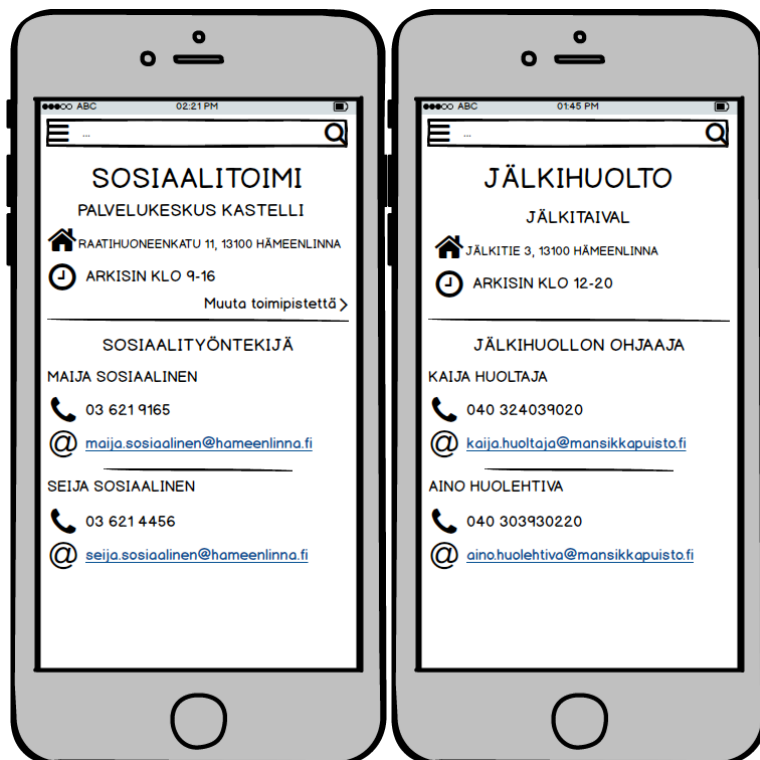 ABC 02:21 PM
...
SOSIAALITOIMI
PALVELUKESKUS KASTELLI
RAATIHUONEENKATU 11, 13100 HÄMEENLINNA
ARKISIN KLO 9-16
Muuta toimipistettä >
SOSIAALITYÖNTEKIJÄ
MAIJA SOSIAALINEN
03 621 9165
@ maija.sosiaalinen@hameenlinna.fi
SEIJA SOSIAALINEN
03 621 4456
@ seija.sosiaalinen@hameenlinna.fi
ABC 01:45 PM
...
JÄLKIHUOLTO
JÄLKITAIVAL
JÄLKITIE 3, 13100 HÄMEENLINNA
ARKISIN KLO 12-20
JÄLKIHUOLLON OHJAAJA
KAIJA HUOLTAJA
040 324039020
@ kaija.huoltaja@mansikkapuisto.fi
AINO HUOLEHTIVA
040 303930220
@ aino.huolehtiva@mansikkapuisto.fi